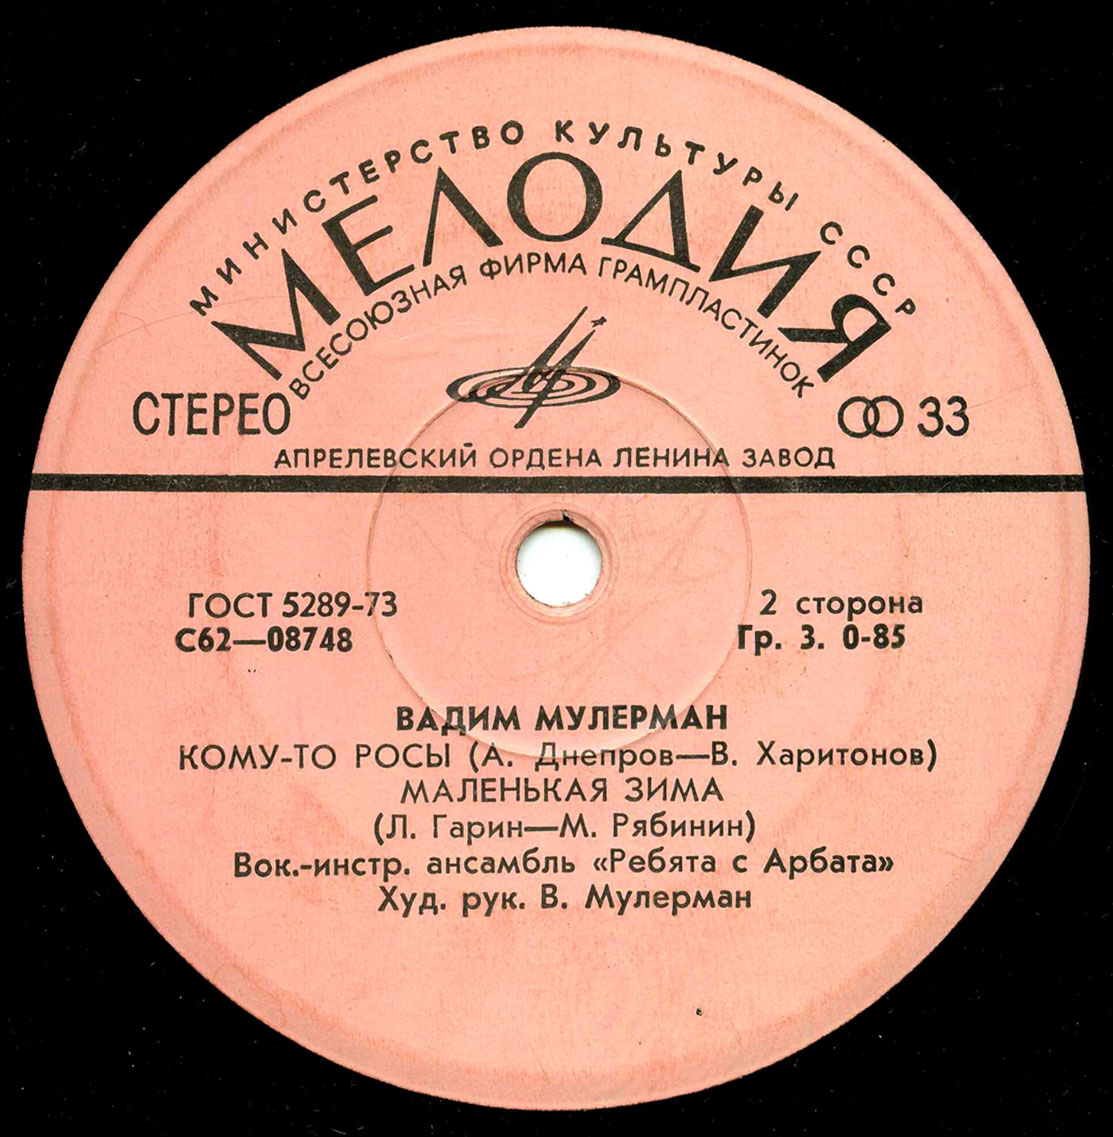 МИНИСТЕРСТВО КУЛЬТУРЫ СССР
МЕЛОДИЯ
ВСЕСОЮЗНАЯ ФИРМА ГРАМПЛАСТИНОК
СТЕРЕО
33
АПРЕЛЕВСКИЙ ОРДЕНА ЛЕНИНА ЗАВОД
ГОСТ 5289-73
С62—08748
2 сторона
Гр. 3. 0-85
ВАДИМ МУЛЕРМАН
КОМУ-ТО РОСЫ (А. Днепров—В. Харитонов)
МАЛЕНЬКАЯ ЗИМА
(Л. Гарин—М. Рябинин)
Вок.-инстр. ансамбль «Ребята с Арбата»
Худ. рук. В. Мулерман